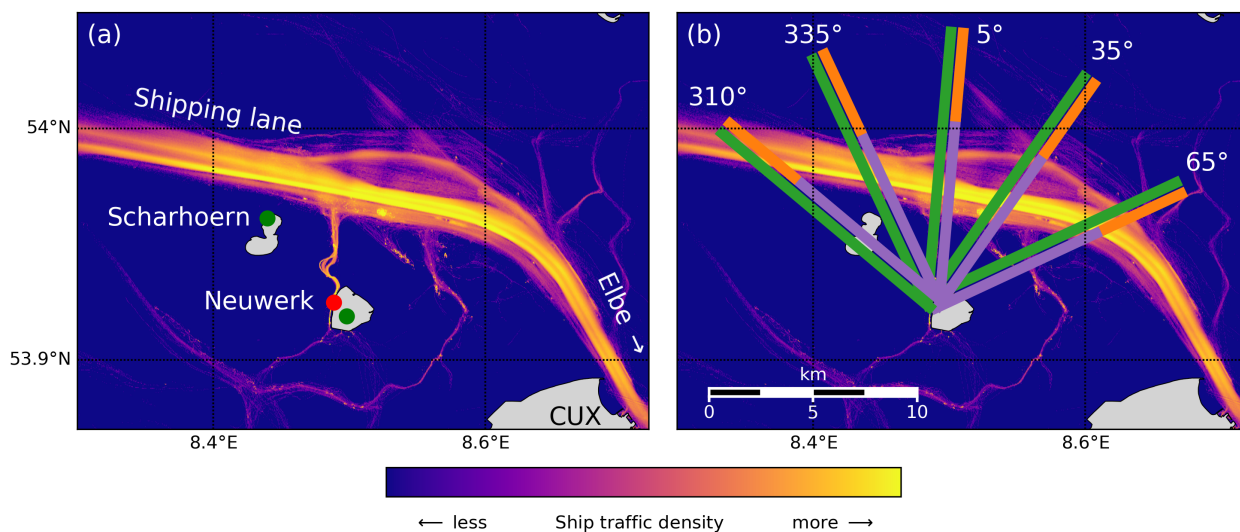 (a)
Shipping lane
Scharhoern
Neuwerk
Elbe →
CUX
54°N
53.9°N
8.4°E
8.6°E
(b)
310°
335°
5°
35°
65°
km
0
5
10
8.4°E
8.6°E
← less
Ship traffic density
more →